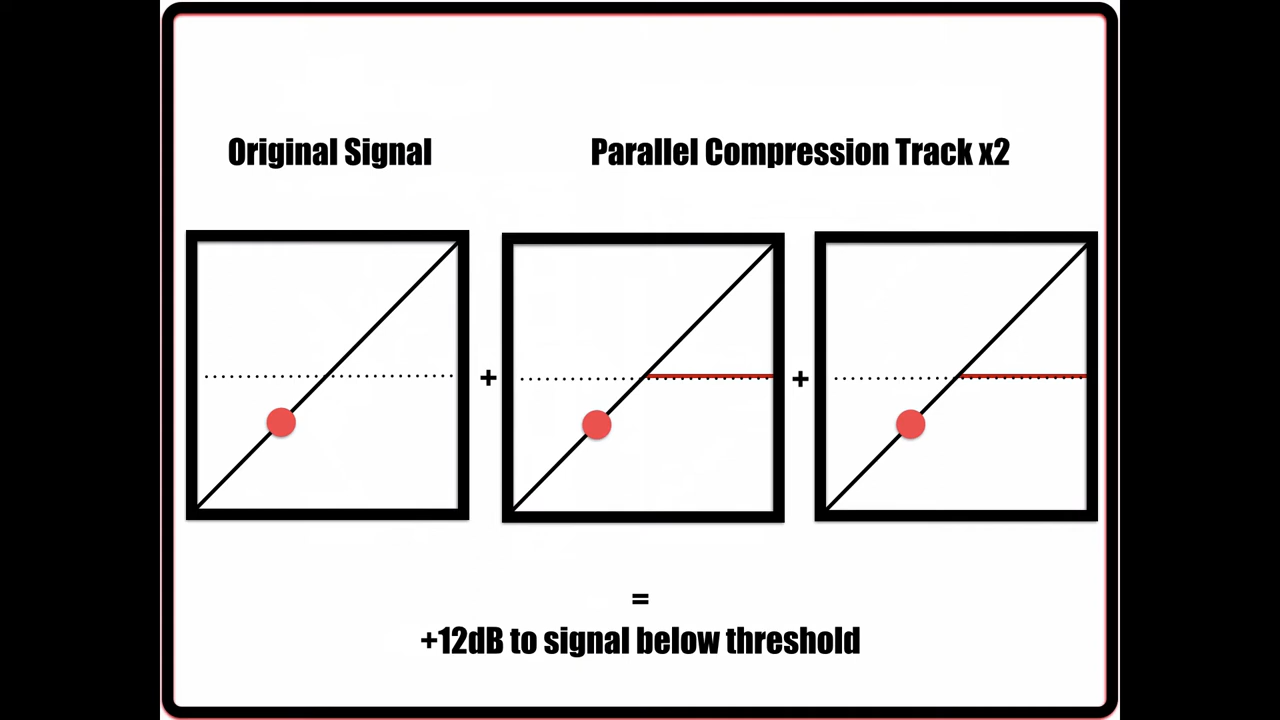 Original Signal
Parallel Compression Track x2
+ +
=
+12dB to signal below threshold